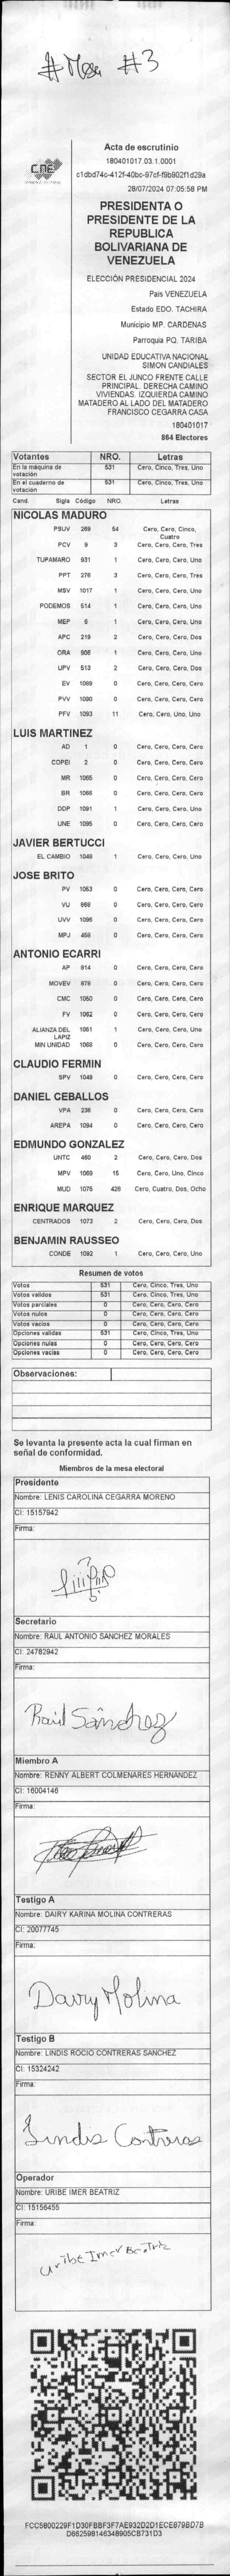 # Mesa #3
CNE
Acta de escrutinio
180401017.03.1.0001
c1dbd74c-412f-40bc-97cf-f9b902f1d29a
28/07/2024 07:05:58 PM
PRESIDENTA O
PRESIDENTE DE LA
REPUBLICA
BOLIVARIANA DE
VENEZUELA
ELECCIÓN PRESIDENCIAL 2024
Pais VENEZUELA
Estado EDO. TACHIRA
Municipio MP. CARDENAS
Parroquia PQ. TARIBA
UNIDAD EDUCATIVA NACIONAL
SIMON CANDIALES
SECTOR EL JUNCO FRENTE CALLE
PRINCIPAL. DERECHA CAMINO
VIVIENDAS. IZQUIERDA CAMINO
MATADERO AL LADO DEL MATADERO
FRANCISCO CEGARRA CASA
180401017
864 Electores
Votantes NRO. Letras
En la máquina de votación 531 Cero, Cinco, Tres, Uno
En el cuaderno de votación 531 Cero, Cinco, Tres, Uno
Cand. Sigla Código NRO. Letras
NICOLAS MADURO
PSUV 269 54 Cero, Cero, Cinco, Cuatro
PCV 9 3 Cero, Cero, Cero, Tres
TUPAMARO 931 1 Cero, Cero, Cero, Uno
PPT 276 3 Cero, Cero, Cero, Tres
MSV 1017 1 Cero, Cero, Cero, Uno
PODEMOS 514 1 Cero, Cero, Cero, Uno
MEP 6 1 Cero, Cero, Cero, Uno
APC 219 2 Cero, Cero, Cero, Dos
ORA 906 1 Cero, Cero, Cero, Uno
UPV 513 2 Cero, Cero, Cero, Dos
EV 1089 0 Cero, Cero, Cero, Cero
PVV 1090 0 Cero, Cero, Cero, Cero
PFV 1093 11 Cero, Cero, Uno, Uno
LUIS MARTINEZ
AD 1 0 Cero, Cero, Cero, Cero
COPEI 2 0 Cero, Cero, Cero, Cero
MR 1065 0 Cero, Cero, Cero, Cero
BR 1066 0 Cero, Cero, Cero, Cero
DDP 1091 1 Cero, Cero, Cero, Uno
UNE 1095 0 Cero, Cero, Cero, Cero
JAVIER BERTUCCI
EL CAMBIO 1048 1 Cero, Cero, Cero, Uno
JOSE BRITO
PV 1053 0 Cero, Cero, Cero, Cero
VU 868 0 Cero, Cero, Cero, Cero
UVV 1096 0 Cero, Cero, Cero, Cero
MPJ 458 0 Cero, Cero, Cero, Cero
ANTONIO ECARRI
AP 914 0 Cero, Cero, Cero, Cero
MOVEV 978 0 Cero, Cero, Cero, Cero
CMC 1050 0 Cero, Cero, Cero, Cero
FV 1052 0 Cero, Cero, Cero, Cero
ALIANZA DEL LAPIZ 1051 1 Cero, Cero, Cero, Uno
MIN UNIDAD 1068 0 Cero, Cero, Cero, Cero
CLAUDIO FERMIN
SPV 1049 0 Cero, Cero, Cero, Cero
DANIEL CEBALLOS
VPA 236 0 Cero, Cero, Cero, Cero
AREPA 1094 0 Cero, Cero, Cero, Cero
EDMUNDO GONZALEZ
UNTC 460 2 Cero, Cero, Cero, Dos
MPV 1069 15 Cero, Cero, Uno, Cinco
MUD 1075 428 Cero, Cuatro, Dos, Ocho
ENRIQUE MARQUEZ
CENTRADOS 1073 2 Cero, Cero, Cero, Dos
BENJAMIN RAUSSEO
CONDE 1092 1 Cero, Cero, Cero, Uno
Resumen de votos
Votos 531 Cero, Cinco, Tres, Uno
Votos validos 531 Cero, Cinco, Tres, Uno
Votos parciales 0 Cero, Cero, Cero, Cero
Votos nulos 0 Cero, Cero, Cero, Cero
Votos vacios 0 Cero, Cero, Cero, Cero
Opciones validas 531 Cero, Cinco, Tres, Uno
Opciones nulas 0 Cero, Cero, Cero, Cero
Opciones vacias 0 Cero, Cero, Cero, Cero
Observaciones:
Se levanta la presente acta la cual firman en
señal de conformidad.
Miembros de la mesa electoral
Presidente
Nombre: LENIS CAROLINA CEGARRA MORENO
CI: 15157942
Firma:
Secretario
Nombre: RAUL ANTONIO SANCHEZ MORALES
CI: 24782942
Firma:
Raúl Sánchez
Miembro A
Nombre: RENNY ALBERT COLMENARES HERNANDEZ
CI: 16004146
Firma:
Testigo A
Nombre: DAIRY KARINA MOLINA CONTRERAS
CI: 20077745
Firma:
Dairy Molina
Testigo B
Nombre: LINDIS ROCIO CONTRERAS SANCHEZ
CI: 15324242
Firma:
Lindis Contreras
Operador
Nombre: URIBE IMER BEATRIZ
CI: 15156455
Firma:
Uribe Imer Beatriz
FCC5800229F1D30FBBF3F7AE932D2D1ECE879BD7B
D662598146348905CB731D3